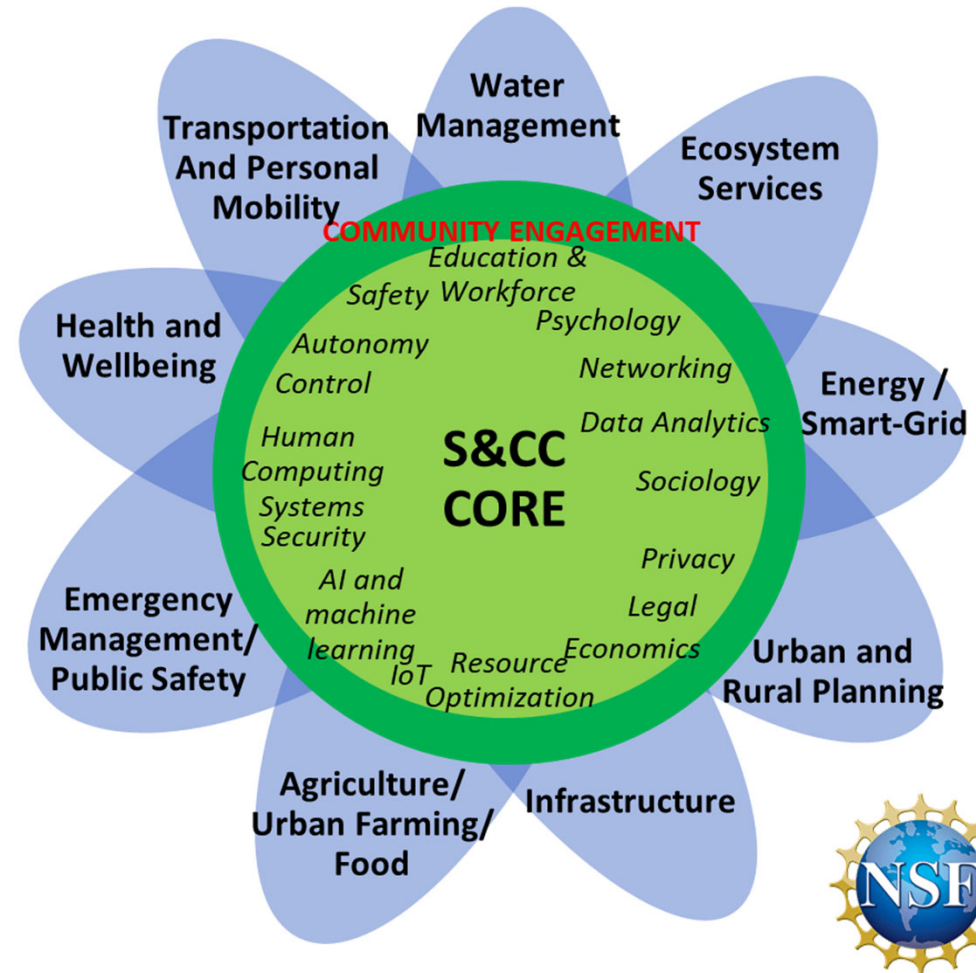 Water
Management
Ecosystem
Services
Energy /
Smart-Grid
Urban and
Rural Planning
Infrastructure
Agriculture/
Urban Farming/
Food
Emergency
Management/
Public Safety
Health and
Wellbeing
Transportation
And Personal
Mobility
COMMUNITY ENGAGEMENT
Education &
Workforce
Psychology
Networking
Data Analytics
Sociology
Privacy
Legal
Economics
Resource
Optimization
IoT
AI and
machine
learning
Human
Computing
Systems
Security
Control
Autonomy
Safety
S&CC
CORE
NSF